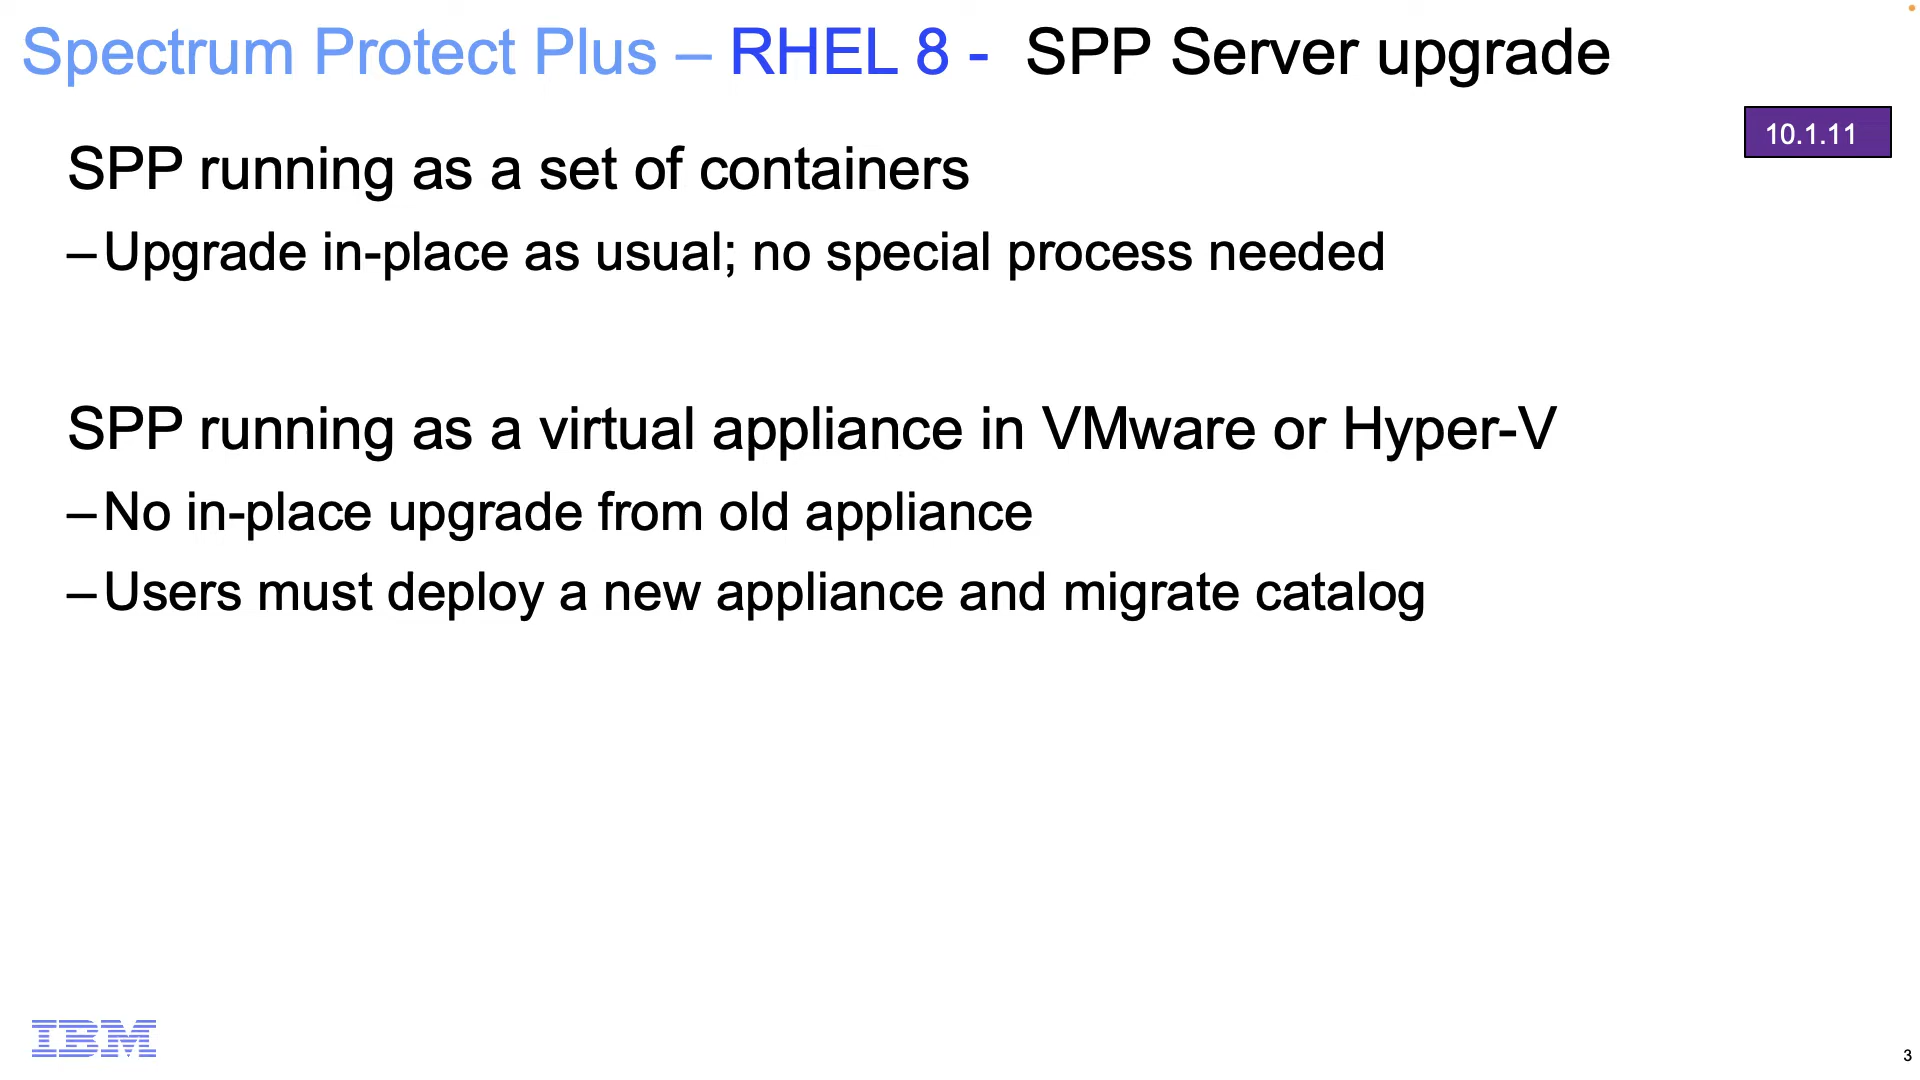 Spectrum Protect Plus – RHEL 8 - SPP Server upgrade
10.1.11
SPP running as a set of containers
–Upgrade in-place as usual; no special process needed
SPP running as a virtual appliance in VMware or Hyper-V
–No in-place upgrade from old appliance
–Users must deploy a new appliance and migrate catalog
IBM
3